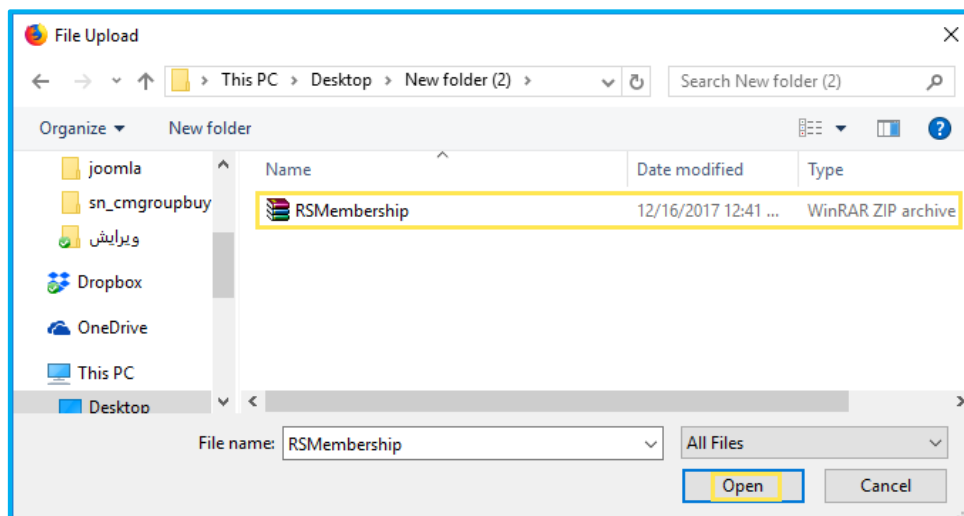 File Upload
This PC > Desktop > New folder (2) >
Search New folder (2)
Organize
New folder
joomla
sn_cmgroupbuy
ویرایش
Dropbox
OneDrive
This PC
Desktop
Name
Date modified
Type
RSMembership
12/16/2017 12:41 ...
WinRAR ZIP archive
File name:
RSMembership
All Files
Open
Cancel